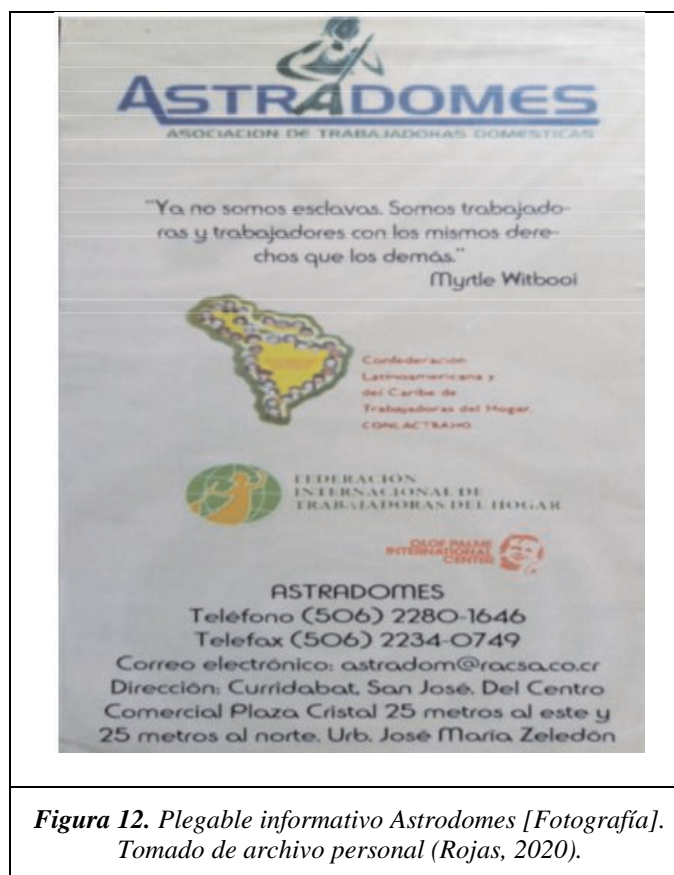 ASTRADOMES
ASOCIACION DE TRABAJADORAS DOMESTICAS
"Ya no somos esclavas. Somos trabajado-
ras y trabajadores con los mismos dere-
chos que los demás."
Myrtle Witbooi
Confederación
Latinoamericana y
del Caribe de
Trabajadoras del Hogar.
CONLACTRAHO
FEDERACIÓN
INTERNACIONAL DE
TRABAJADORAS DEL HOGAR
OLOF PALME
INTERNATIONAL
CENTER
ASTRADOMES
Teléfono (506) 2280-1646
Telefax (506) 2234-0749
Correo electrónico: astradom@racsa.co.cr
Dirección: Curridabat, San José. Del Centro
Comercial Plaza Cristal 25 metros al este y
25 metros al norte. Urb. José María Zeledón
Figura 12. Plegable informativo Astrodomes [Fotografía].
Tomado de archivo personal (Rojas, 2020).